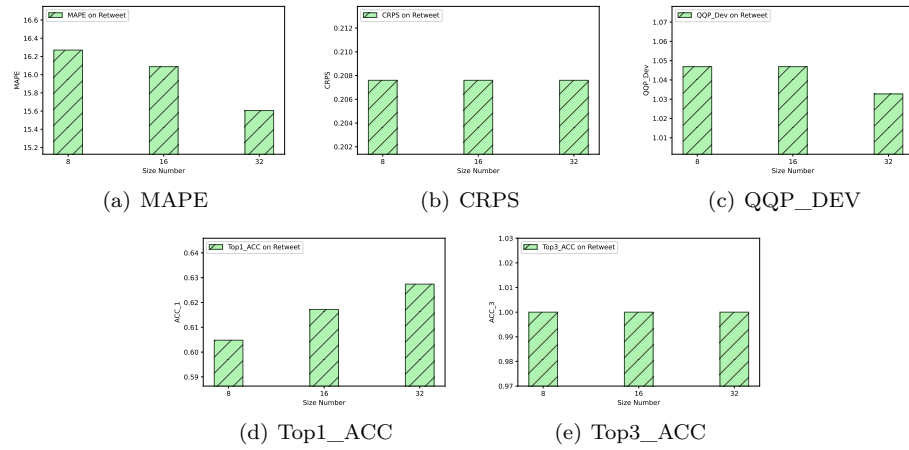 MAPE on Retweet
16.6
16.4
16.2
16.0
15.8
15.6
15.4
15.2
MAPE
8 16 32
Size Number
(a) MAPE
CRPS on Retweet
0.212
0.210
0.208
0.206
0.204
0.202
CRPS
8 16 32
Size Number
(b) CRPS
QQP_Dev on Retweet
1.07
1.06
1.05
1.04
1.03
1.02
1.01
QQP_Dev
8 16 32
Size Number
(c) QQP_DEV
Top1_ACC on Retweet
0.64
0.63
0.62
0.61
0.60
0.59
ACC_1
8 16 32
Size Number
(d) Top1_ACC
Top3_ACC on Retweet
1.03
1.02
1.01
1.00
0.99
0.98
0.97
ACC_3
8 16 32
Size Number
(e) Top3_ACC